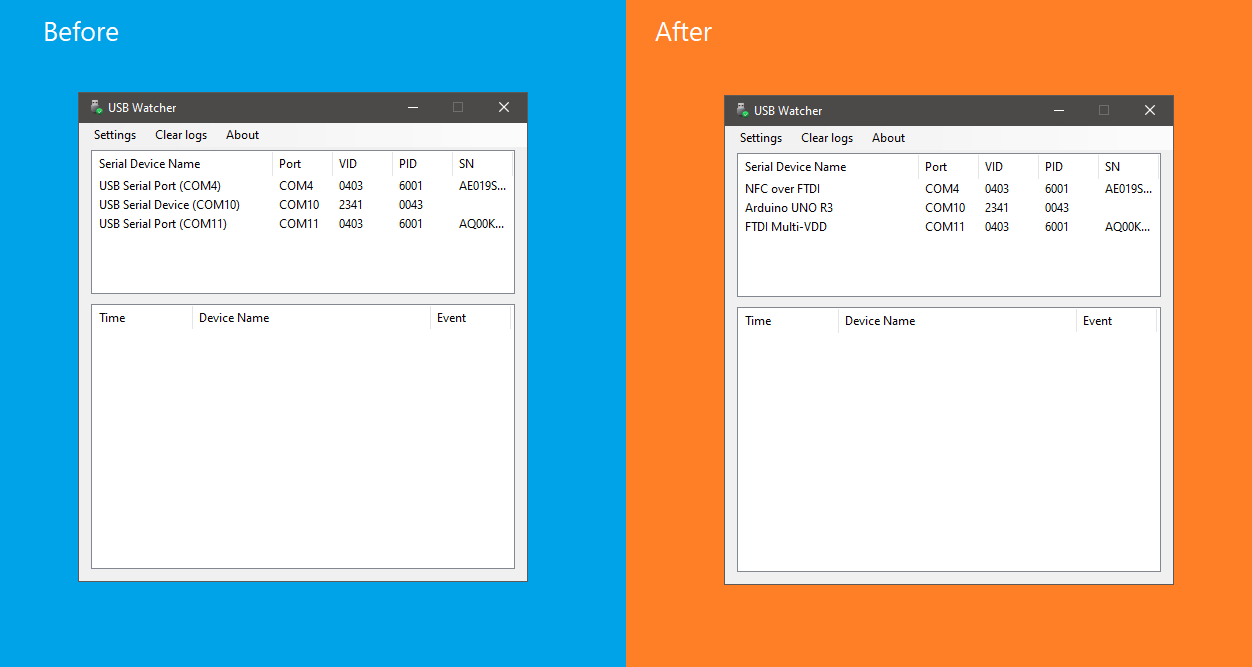 Before
USB Watcher
Settings Clear logs About
Serial Device Name Port VID PID SN
USB Serial Port (COM4) COM4 0403 6001 AE019S...
USB Serial Device (COM10) COM10 2341 0043
USB Serial Port (COM11) COM11 0403 6001 AQ00K...
Time Device Name Event
After
USB Watcher
Settings Clear logs About
Serial Device Name Port VID PID SN
NFC over FTDI COM4 0403 6001 AE019S...
Arduino UNO R3 COM10 2341 0043
FTDI Multi-VDD COM11 0403 6001 AQ00K...
Time Device Name Event